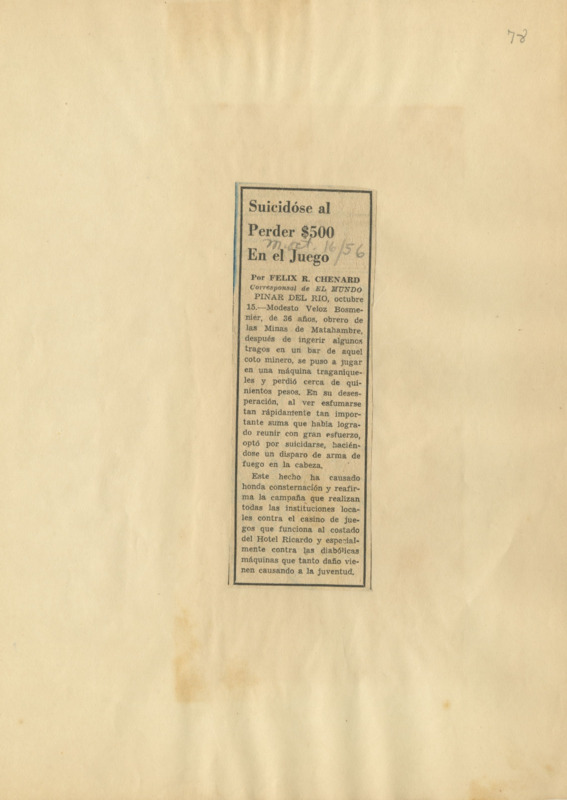 78
Suicidóse al
Perder $500
M. oct. 16/56
En el Juego
Por FELIX R. CHENARD
Corresponsal de EL MUNDO
PINAR DEL RIO, octubre
15.—Modesto Veloz Bosme-
nier, de 36 años, obrero de
las Minas de Matahambre,
después de ingerir algunos
tragos en un bar de aquel
coto minero, se puso a jugar
en una máquina traganique-
les y perdió cerca de qui-
nientos pesos. En su deses-
peración, al ver esfumarse
tan rápidamente tan impor-
tante suma que había logra-
do reunir con gran esfuerzo,
optó por suicidarse, hacién-
dose un disparo de arma de
fuego en la cabeza.
Este hecho ha causado
honda consternación y reafir-
ma la campaña que realizan
todas las instituciones loca-
les contra el casino de jue-
gos que funciona al costado
del Hotel Ricardo y especial-
mente contra las diabólicas
máquinas que tanto daño vie-
nen causando a la juventud.